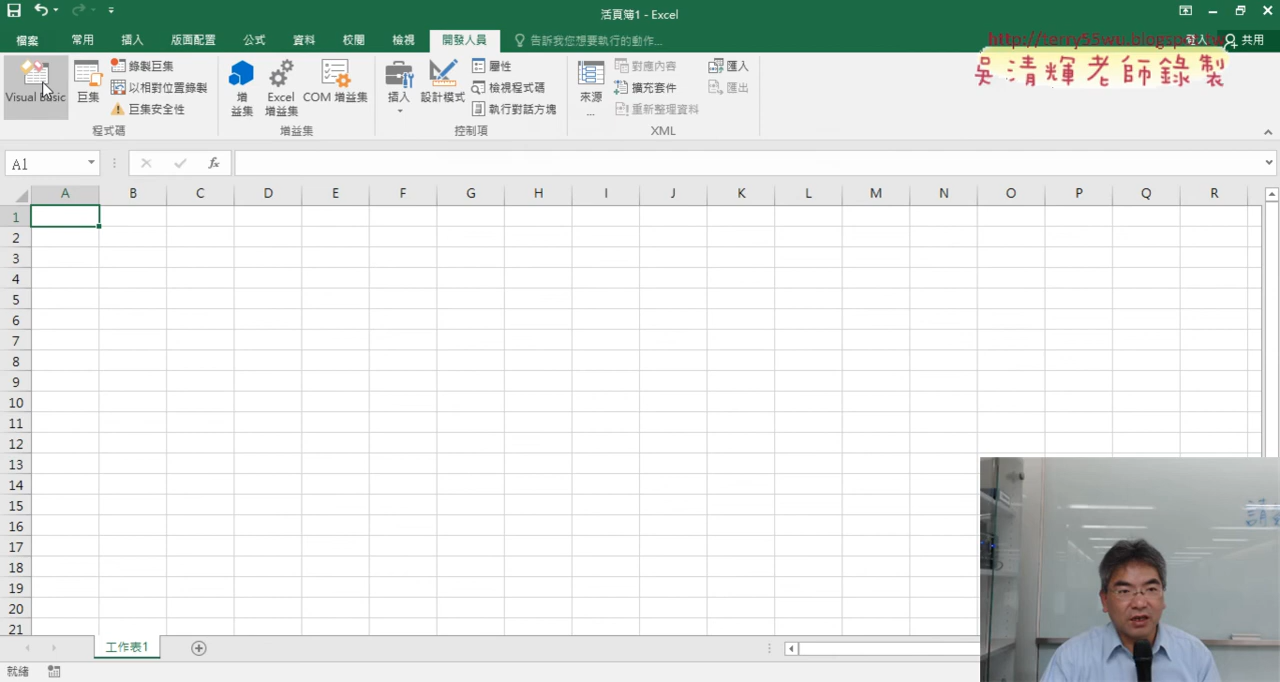 活頁簿1 - Excel
檔案 常用 插入 版面配置 公式 資料 校閱 檢視 開發人員 告訴我您想要執行的動作... 登入 共用
http://terry55wu.blogspot.tw
吳清輝老師錄製
Visual Basic
巨集
錄製巨集
以相對位置錄製
巨集安全性
程式碼
增益集
Excel 增益集
COM 增益集
增益集
插入
設計模式
屬性
檢視程式碼
執行對話方塊
控制項
來源
...
對應內容
擴充套件
重新整理資料
匯入
匯出
XML
A1
fx
A B C D E F G H I J K L M N O P Q R
1
2
3
4
5
6
7
8
9
10
11
12
13
14
15
16
17
18
19
20
21
請
工作表1
就緒